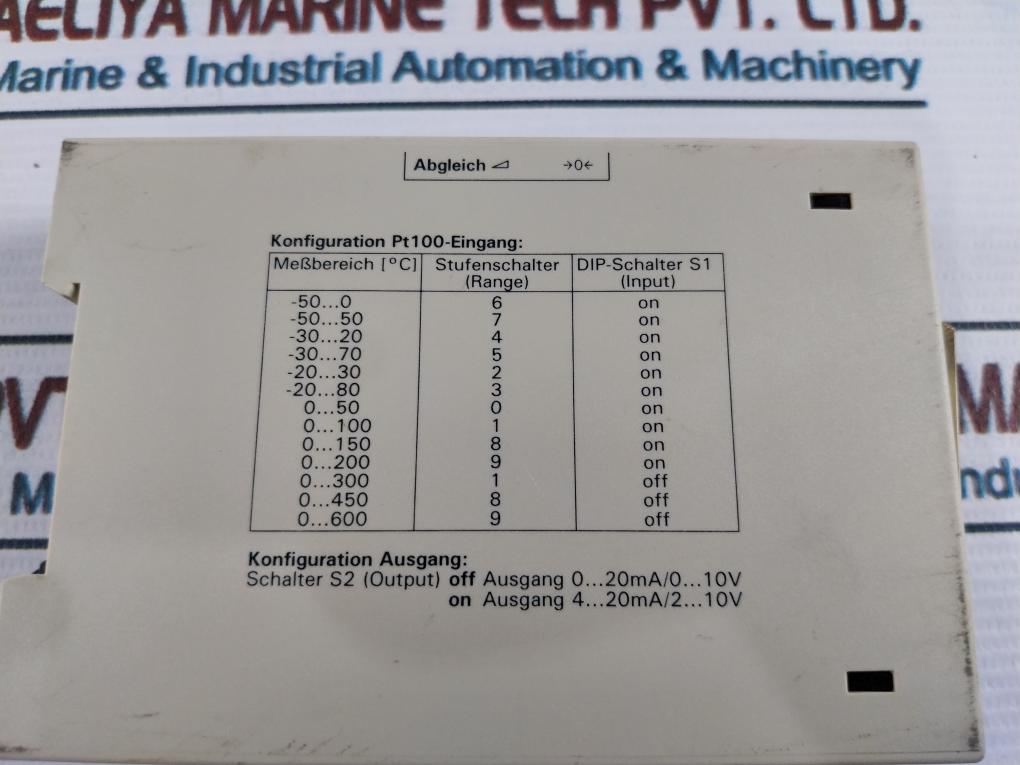 AELIYA MARINE TECH PVT. LTD.
Marine & Industrial Automation & Machinery
Abgleich →0←
Konfiguration Pt100-Eingang:
Meßbereich [°C] Stufenschalter (Range) DIP-Schalter S1 (Input)
-50...0 6 on
-50...50 7 on
-30...20 4 on
-30...70 5 on
-20...30 2 on
-20...80 3 on
0...50 0 on
0...100 1 on
0...150 8 on
0...200 9 on
0...300 1 off
0...450 8 off
0...600 9 off
Konfiguration Ausgang:
Schalter S2 (Output) off Ausgang 0...20mA/0...10V
on Ausgang 4...20mA/2...10V